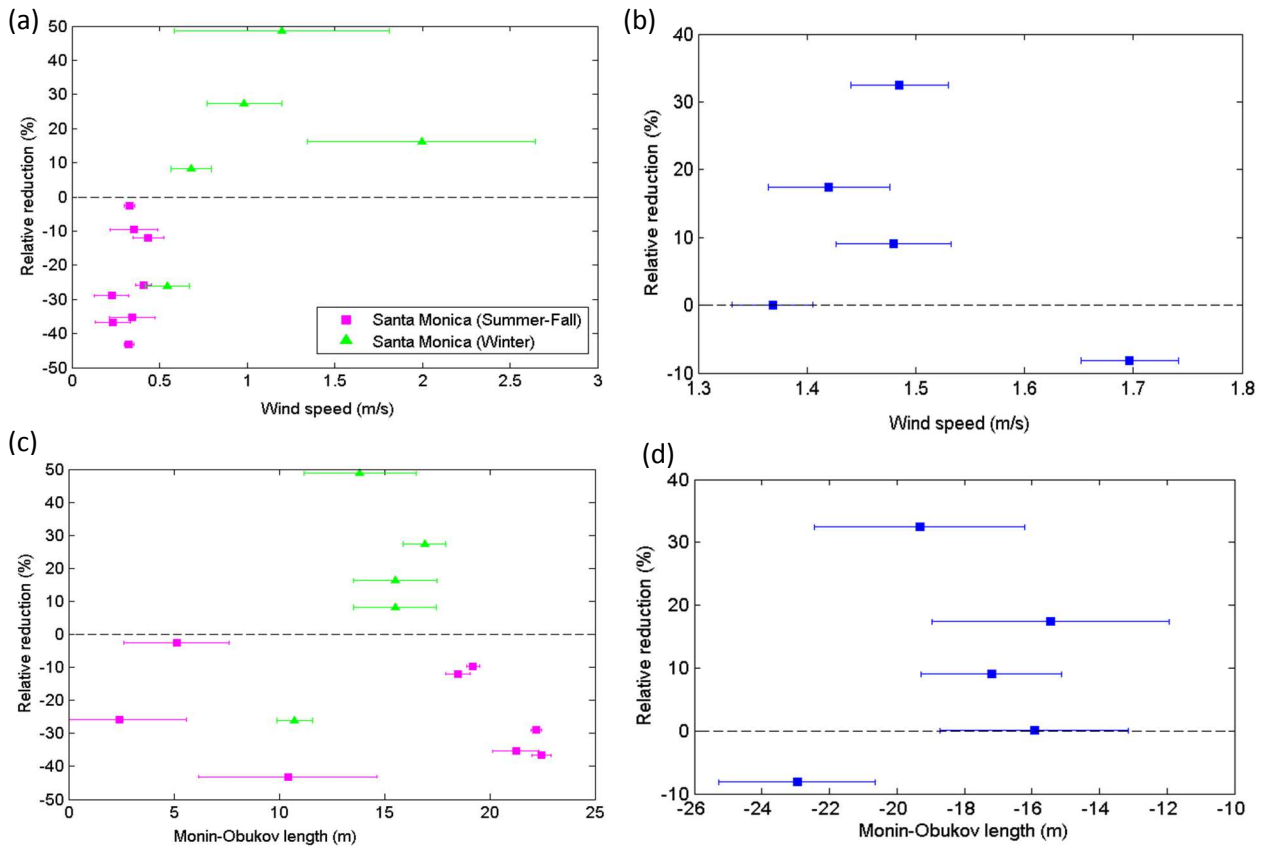 (a)
50
40
30
20
10
0
-10
-20
-30
-40
-50
Relative reduction (%)
Santa Monica (Summer-Fall)
Santa Monica (Winter)
0 0.5 1 1.5 2 2.5 3
Wind speed (m/s)
(b)
40
30
20
10
0
-10
Relative reduction (%)
1.3 1.4 1.5 1.6 1.7 1.8
Wind speed (m/s)
(c)
50
40
30
20
10
0
-10
-20
-30
-40
-50
Relative reduction (%)
0 5 10 15 20 25
Monin-Obukov length (m)
(d)
40
30
20
10
0
-10
Relative reduction (%)
-26 -24 -22 -20 -18 -16 -14 -12 -10
Monin-Obukov length (m)